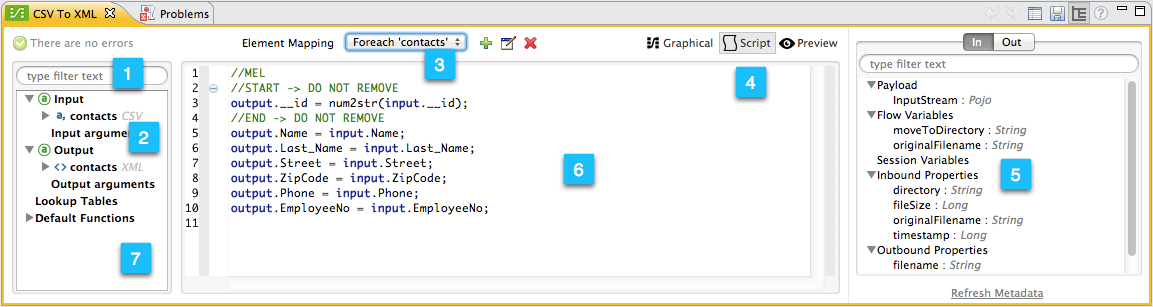 CSV To XML
Problems
There are no errors
Element Mapping Foreach 'contacts'
Graphical Script Preview
type filter text
1
2
3
4
5
6
7
Input
contacts CSV
Input argum
Output
contacts XML
Output arguments
Lookup Tables
Default Functions
1 //MEL
2 //START -> DO NOT REMOVE
3 output.__id = num2str(input.__id);
4 //END -> DO NOT REMOVE
5 output.Name = input.Name;
6 output.Last_Name = input.Last_Name;
7 output.Street = input.Street;
8 output.ZipCode = input.ZipCode;
9 output.Phone = input.Phone;
10 output.EmployeeNo = input.EmployeeNo;
11
In Out
type filter text
Payload
InputStream : Pojo
Flow Variables
moveToDirectory : String
originalFilename : String
Session Variables
Inbound Properties
directory : String
fileSize : Long
originalFilename : String
timestamp : Long
Outbound Properties
filename : String
Refresh Metadata